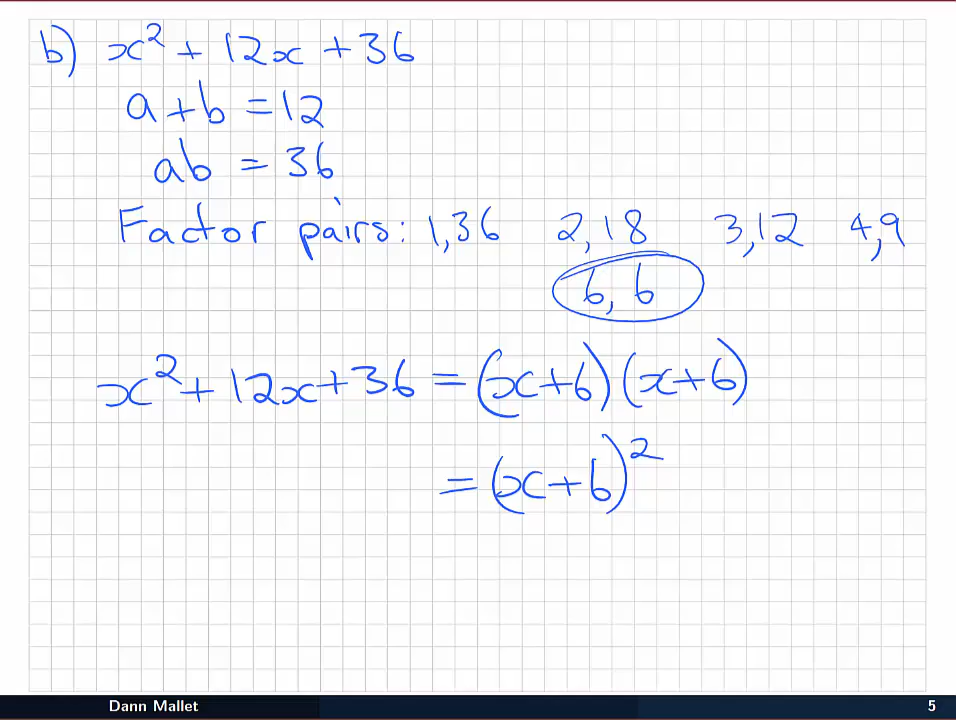 b) x² + 12x + 36
a + b = 12
ab = 36
Factor pairs: 1,36 2,18 3,12 4,9
6, 6
x² + 12x + 36 = (x+6)(x+6)
= (x+6)²
Dann Mallet 5